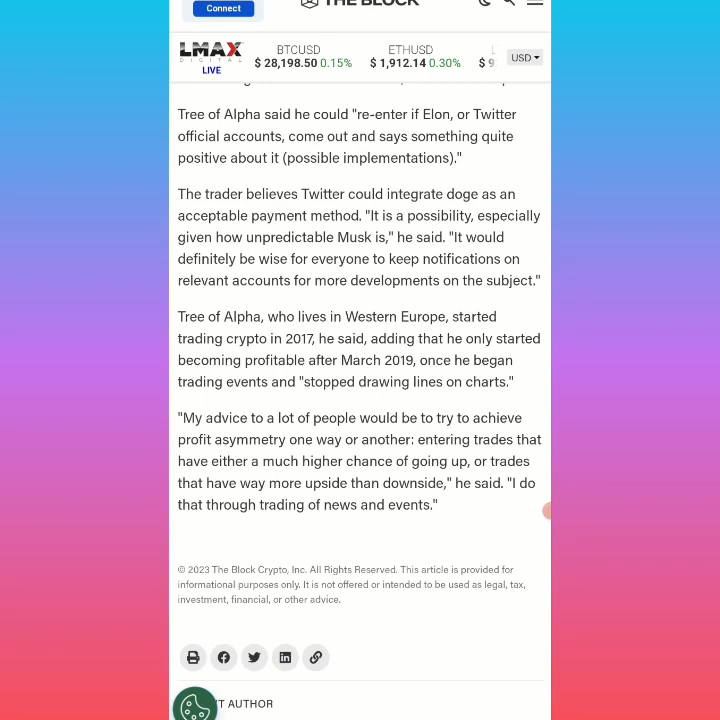 Connect
THE BLOCK
LMAX
DIGITAL
LIVE
BTCUSD
$ 28,198.50 0.15%
ETHUSD
$ 1,912.14 0.30%
USD
Tree of Alpha said he could "re-enter if Elon, or Twitter
official accounts, come out and says something quite
positive about it (possible implementations)."
The trader believes Twitter could integrate doge as an
acceptable payment method. "It is a possibility, especially
given how unpredictable Musk is," he said. "It would
definitely be wise for everyone to keep notifications on
relevant accounts for more developments on the subject."
Tree of Alpha, who lives in Western Europe, started
trading crypto in 2017, he said, adding that he only started
becoming profitable after March 2019, once he began
trading events and "stopped drawing lines on charts."
"My advice to a lot of people would be to try to achieve
profit asymmetry one way or another: entering trades that
have either a much higher chance of going up, or trades
that have way more upside than downside," he said. "I do
that through trading of news and events."
© 2023 The Block Crypto, Inc. All Rights Reserved. This article is provided for
informational purposes only. It is not offered or intended to be used as legal, tax,
investment, financial, or other advice.
AUTHOR